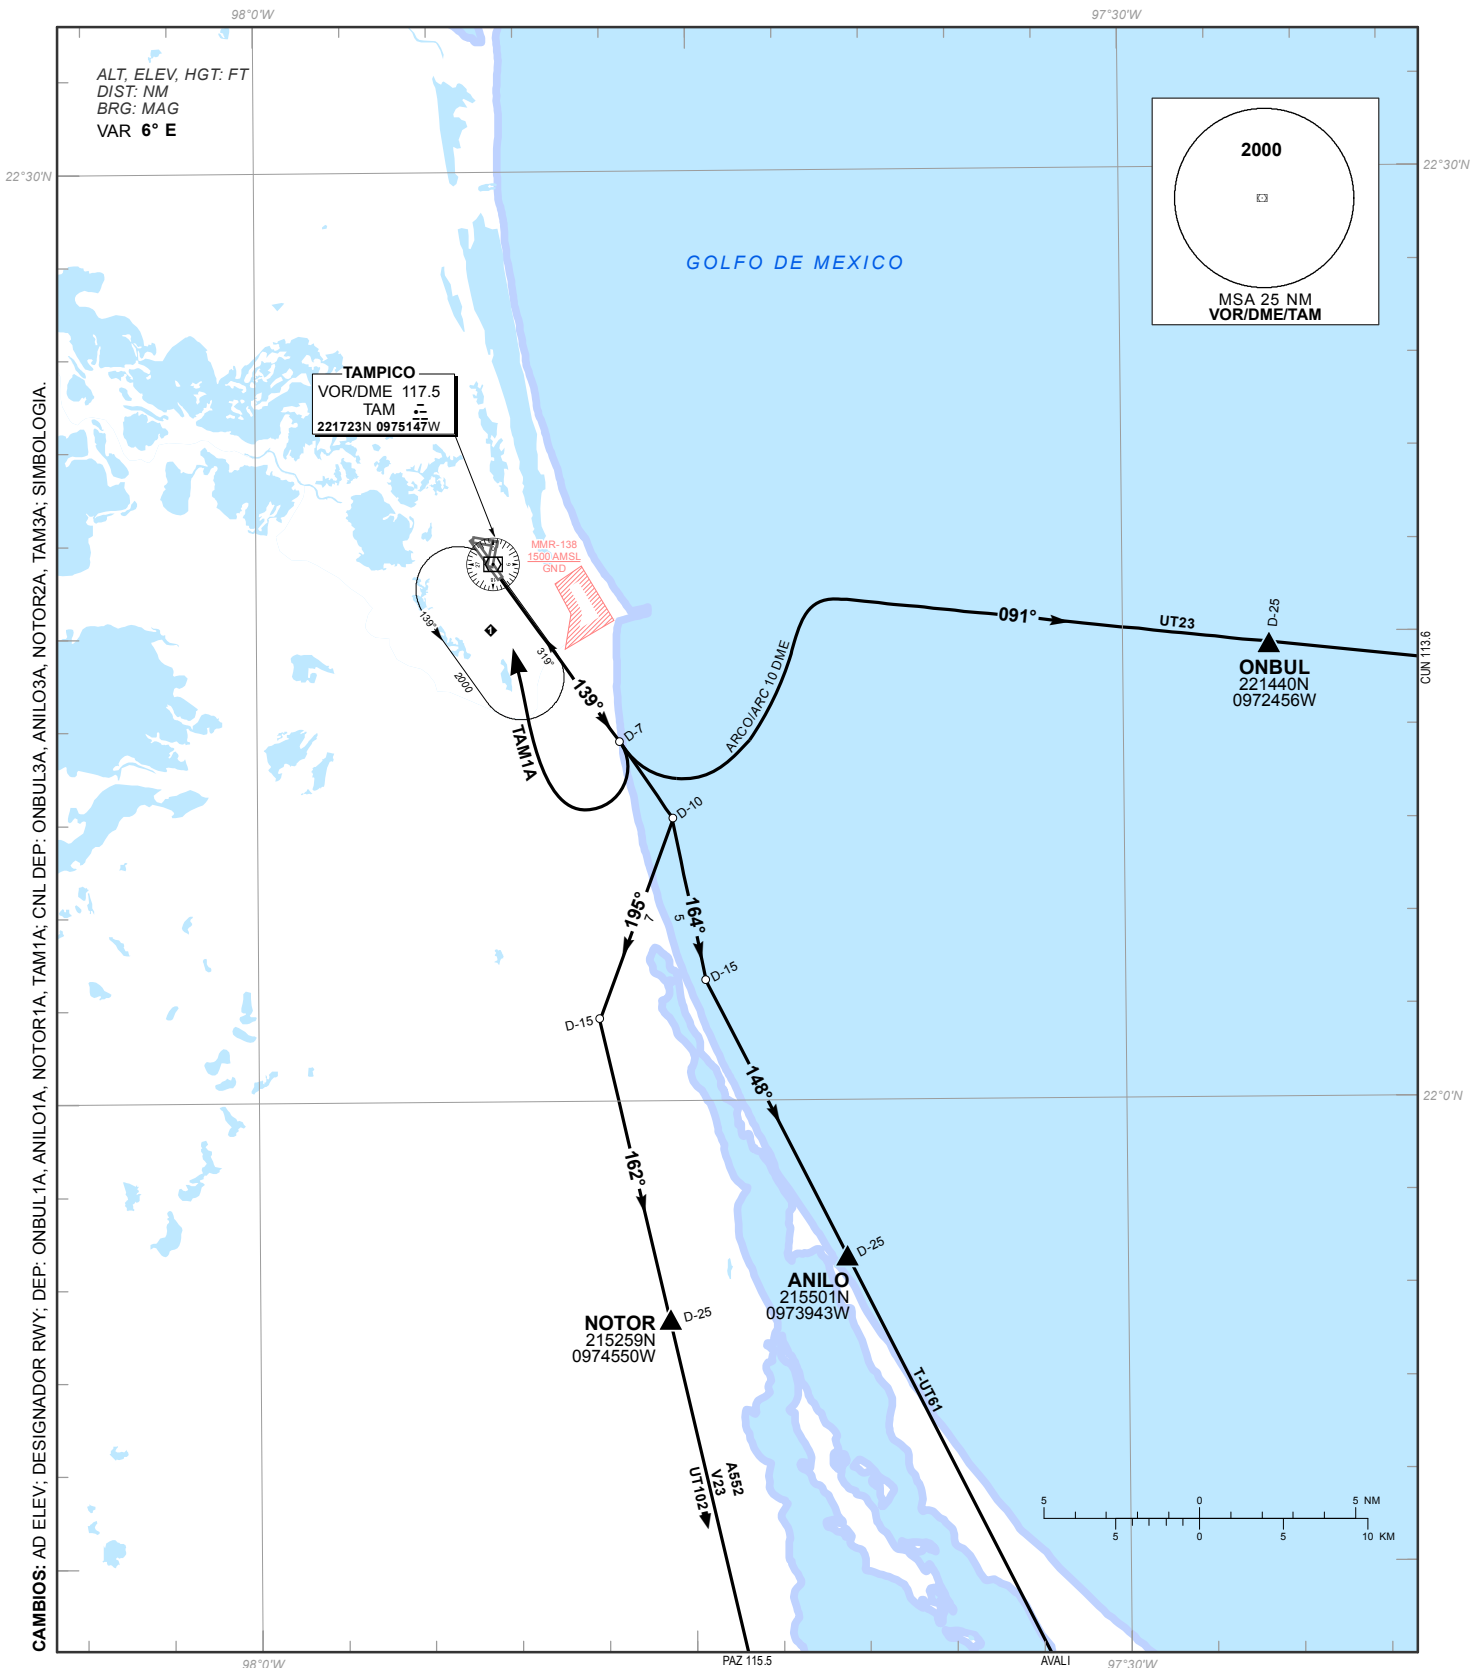 98°0'W
97°30'W
ALT, ELEV, HGT: FT
DIST: NM
BRG: MAG
VAR 6° E
22°30'N
22°30'N
2000
MSA 25 NM
VOR/DME/TAM
GOLFO DE MEXICO
TAMPICO
VOR/DME 117.5
TAM
221723N 0975147W
MMR-138
1500 AMSL
GND
139°
2000
319°
139°
D-7
TAM1A
ARCO/ARC 10 DME
091°
UT23
D-25
ONBUL
221440N
0972456W
CUN 113.6
D-10
195°
7
5
164°
D-15
D-15
148°
22°0'N
162°
D-25
ANILO
215501N
0973943W
NOTOR
215259N
0974550W
D-25
T-UT61
A552
V23
UT102
5 0 5 NM
5 0 5 10 KM
PAZ 115.5
AVALI
98°0'W
97°30'W
CAMBIOS: AD ELEV; DESIGNADOR RWY; DEP: ONBUL1A, ANILO1A, NOTOR1A, TAM1A; CNL DEP: ONBUL3A, ANILO3A, NOTOR2A, TAM3A; SIMBOLOGIA.